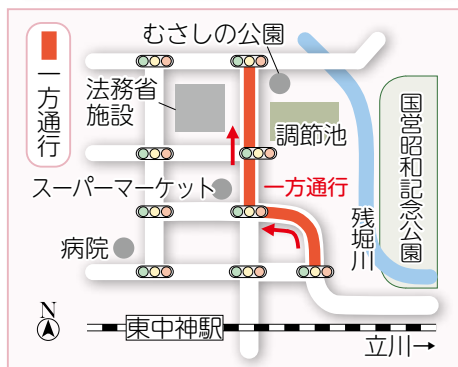 一方通行
むさしの公園
法務省
施設
調節池
国営昭和記念公園
スーパーマーケット
一方通行
残堀川
病院
N
東中神駅
立川→